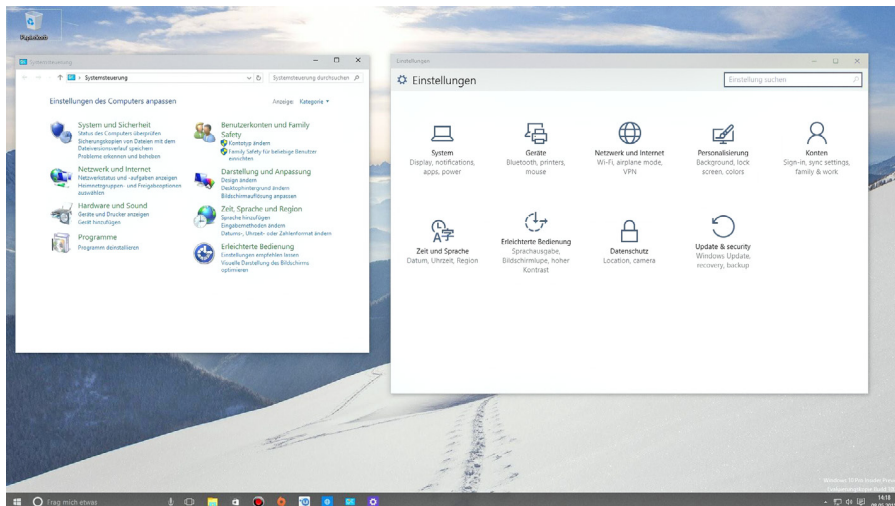 Papierkorb
Systemsteuerung
Systemsteuerung
Systemsteuerung durchsuchen
Einstellungen des Computers anpassen
Anzeige: Kategorie
System und Sicherheit
Status des Computers überprüfen
Sicherungskopien von Dateien mit dem
Dateiversionsverlauf speichern
Probleme erkennen und beheben
Netzwerk und Internet
Netzwerkstatus und -aufgaben anzeigen
Heimnetzgruppen- und Freigabeoptionen
auswählen
Hardware und Sound
Geräte und Drucker anzeigen
Gerät hinzufügen
Programme
Programm deinstallieren
Benutzerkonten und Family
Safety
Kontotyp ändern
Family Safety für beliebige Benutzer
einrichten
Darstellung und Anpassung
Design ändern
Desktophintergrund ändern
Bildschirmauflösung anpassen
Zeit, Sprache und Region
Sprache hinzufügen
Eingabemethoden ändern
Datums-, Uhrzeit- oder Zahlenformat ändern
Erleichterte Bedienung
Einstellungen empfehlen lassen
Visuelle Darstellung des Bildschirms
optimieren
Einstellungen
Einstellungen
Einstellung suchen
System
Display, notifications,
apps, power
Geräte
Bluetooth, printers,
mouse
Netzwerk und Internet
Wi-Fi, airplane mode,
VPN
Personalisierung
Background, lock
screen, colors
Konten
Sign-in, sync settings,
family & work
Zeit und Sprache
Datum, Uhrzeit, Region
Erleichterte Bedienung
Sprachausgabe,
Bildschirmlupe, hoher
Kontrast
Datenschutz
Location, camera
Update & security
Windows Update,
recovery, backup
Windows 10 Pro Insider
Frag mich etwas
14:18